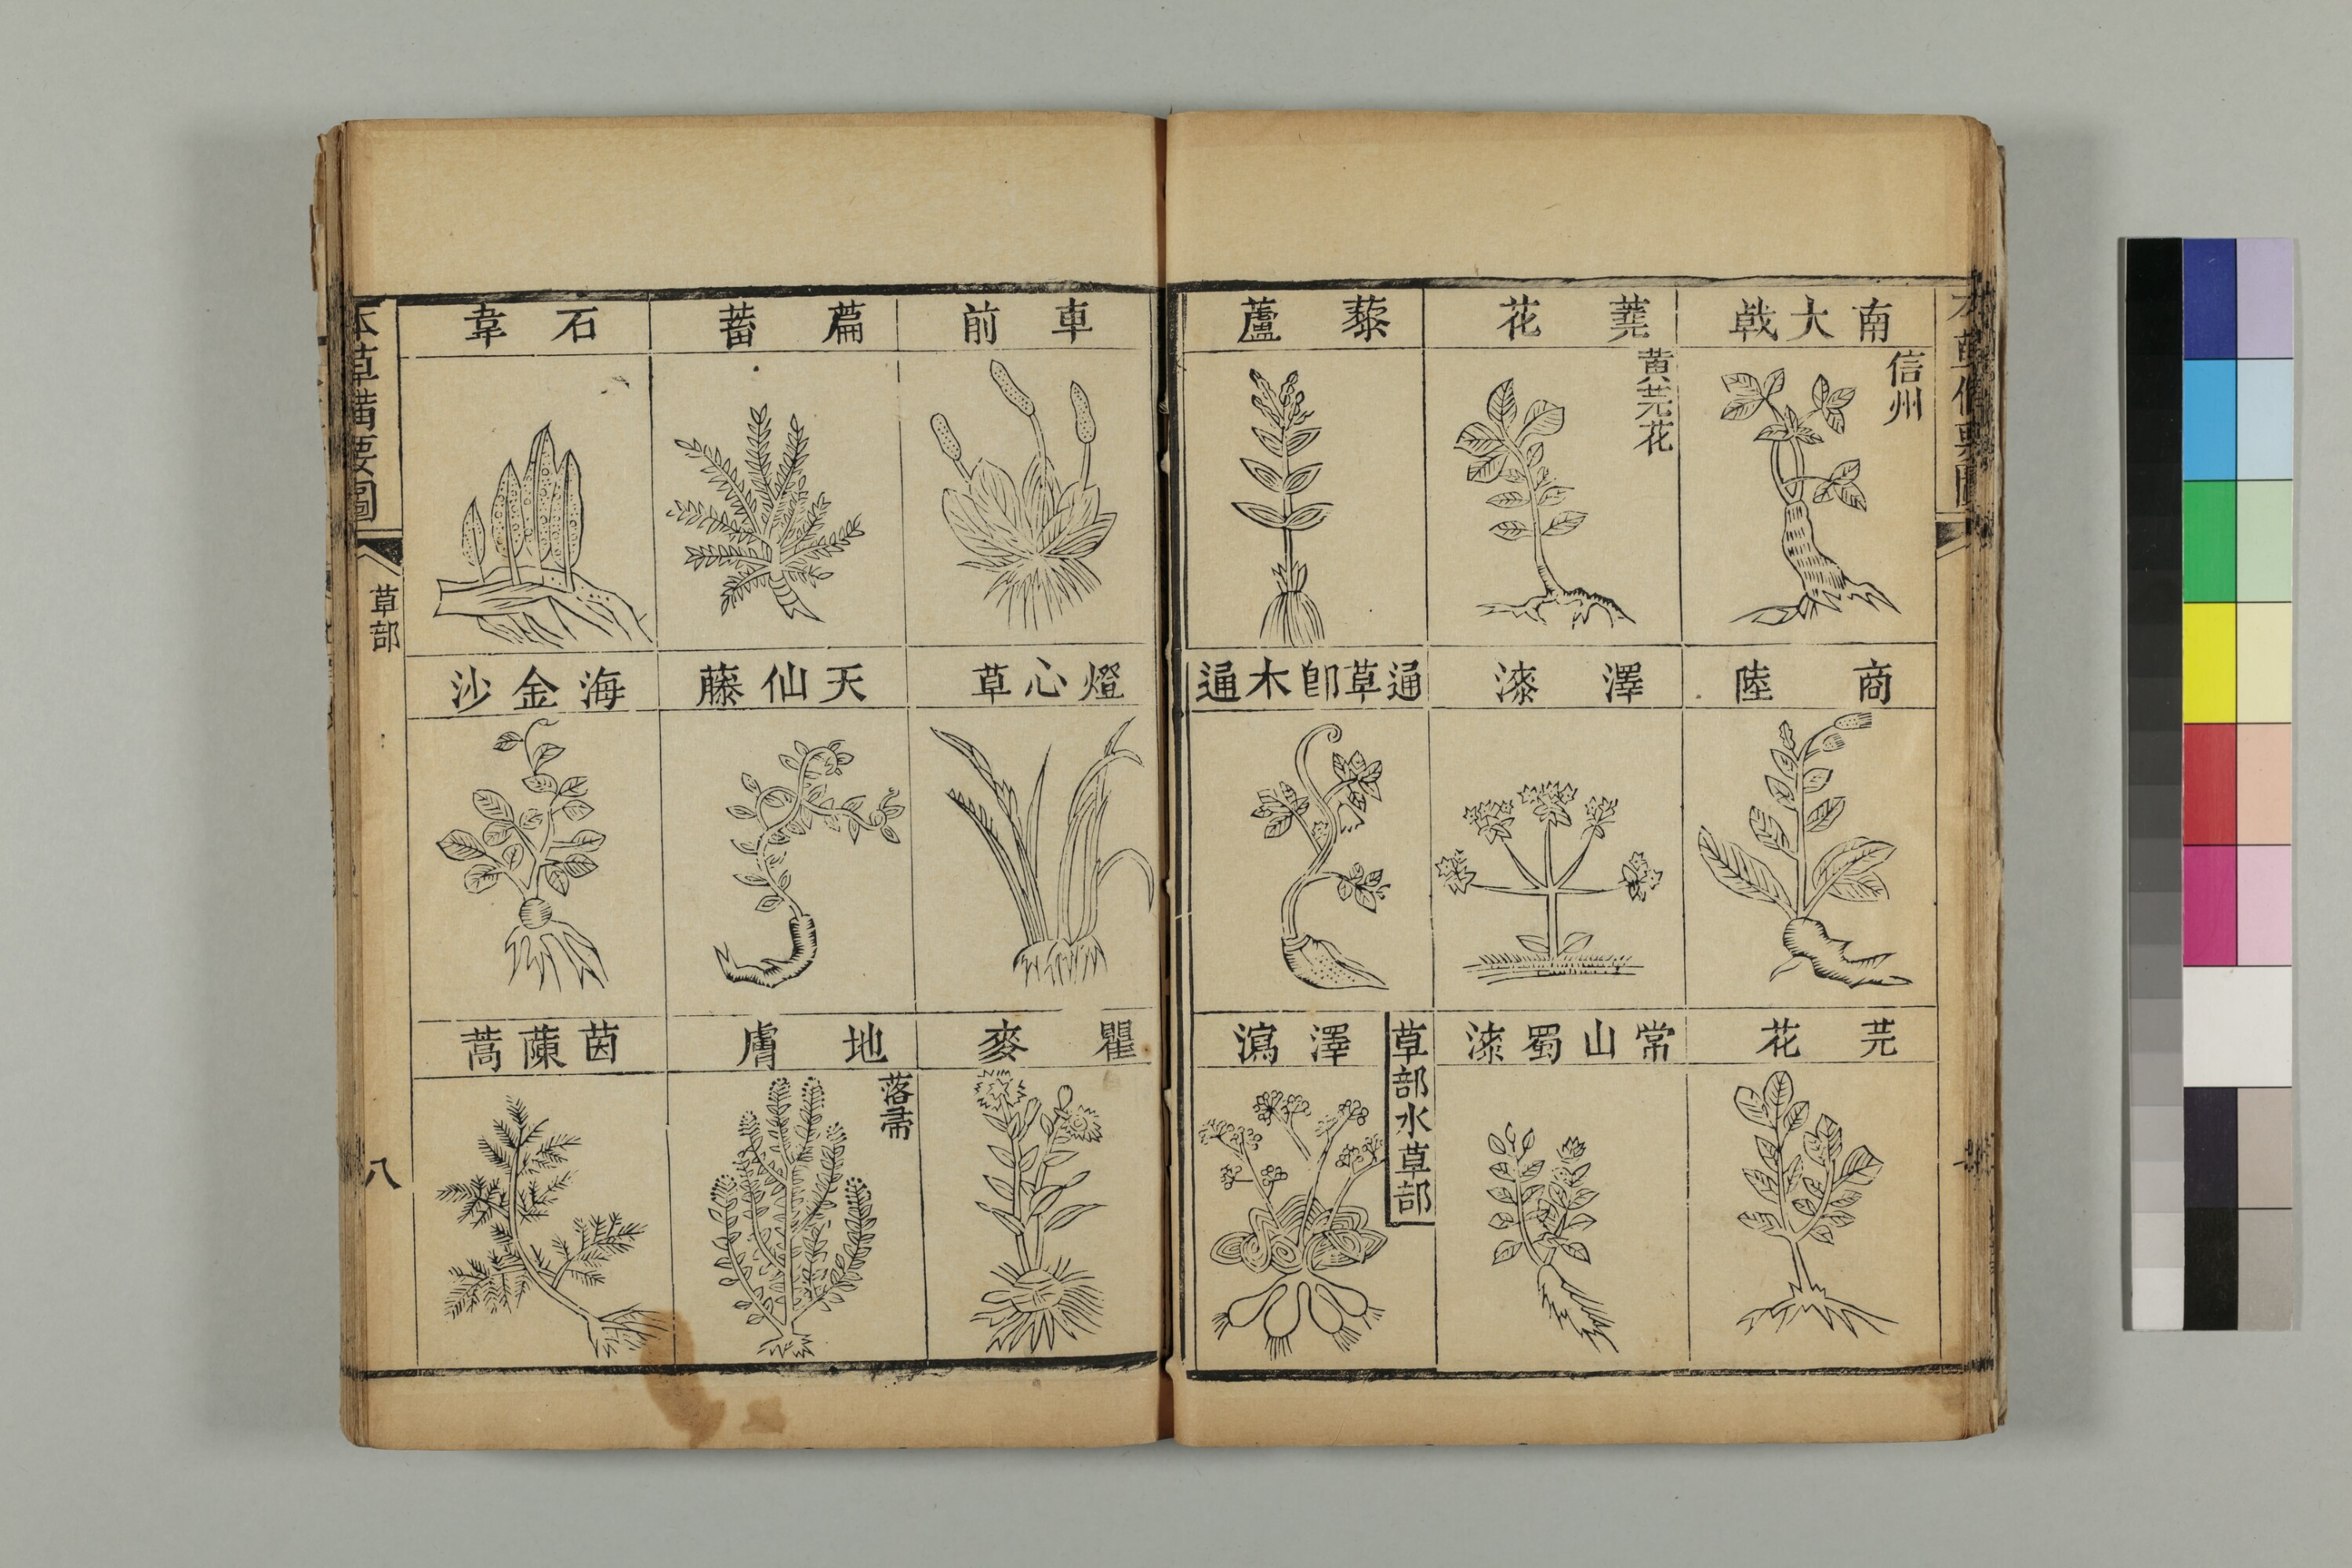 本草備要圖
南大戟
信州
蕘花
黄芫花
藜蘆
商陸
澤漆
通草卽木通
芫花
常山蜀漆
草部水草部
澤瀉
車前
萹蓄
石韋
燈心草
天仙藤
海金沙
瞿麥
地膚
落帚
茵蔯蒿
本草備要圖
草部
八